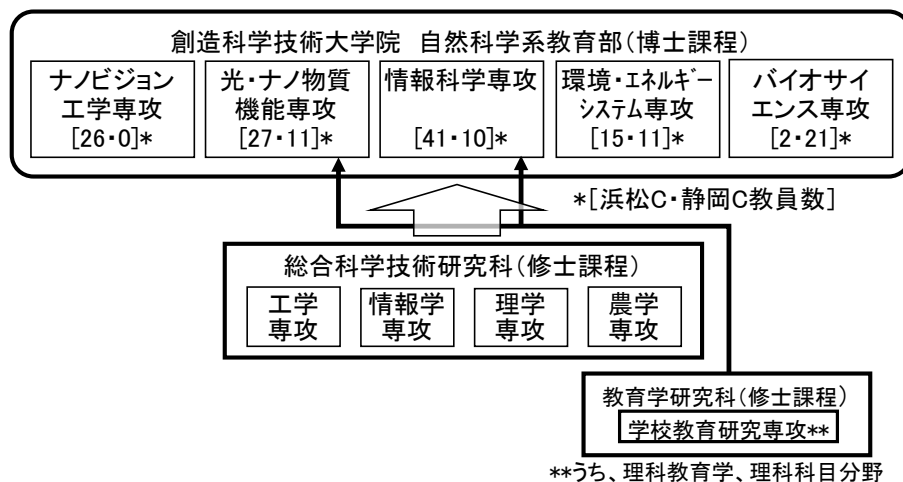 創造科学技術大学院 自然科学系教育部(博士課程)
ナノビジョン
工学専攻
[26・0]*
光・ナノ物質
機能専攻
[27・11]*
情報科学専攻
[41・10]*
環境・エネルギー
システム専攻
[15・11]*
バイオサイ
エンス専攻
[2・21]*
*[浜松C・静岡C教員数]
総合科学技術研究科(修士課程)
工学
専攻
情報学
専攻
理学
専攻
農学
専攻
教育学研究科(修士課程)
学校教育研究専攻**
**うち、理科教育学、理科科目分野